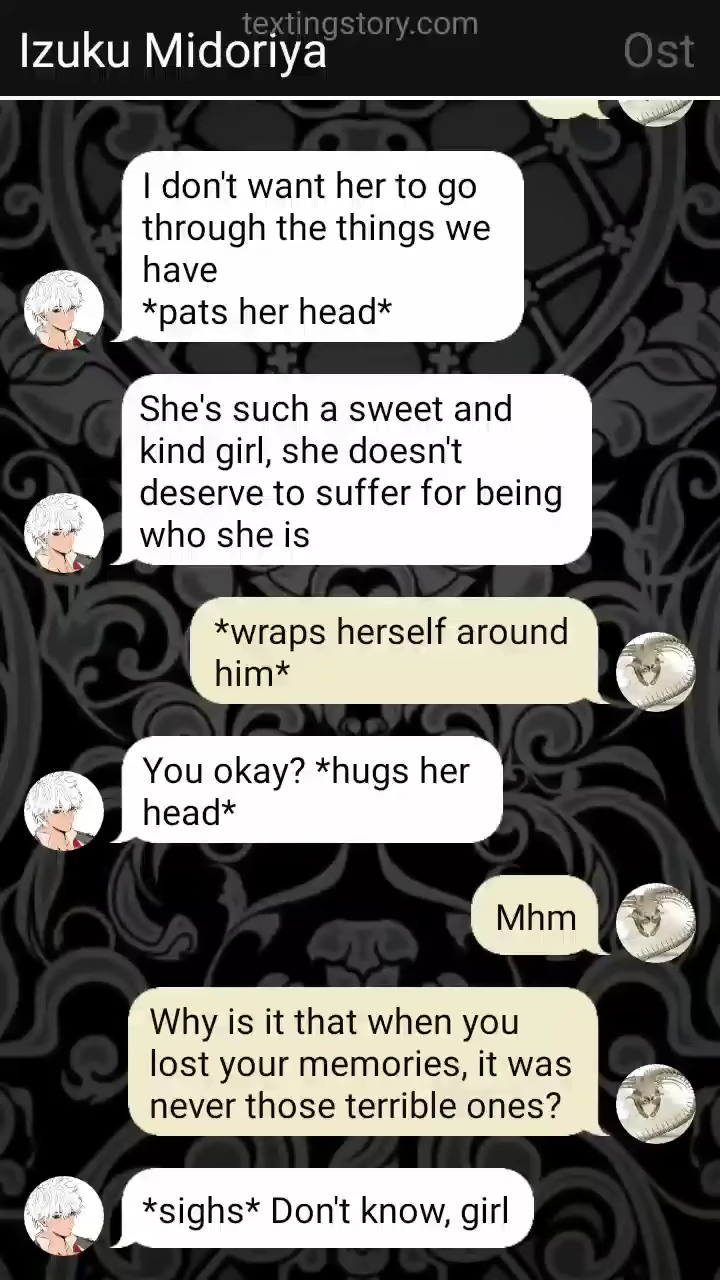 textingstory.com
Izuku Midoriya
Ost
I don't want her to go
through the things we
have
*pats her head*
She's such a sweet and
kind girl, she doesn't
deserve to suffer for being
who she is
*wraps herself around
him*
You okay? *hugs her
head*
Mhm
Why is it that when you
lost your memories, it was
never those terrible ones?
*sighs* Don't know, girl